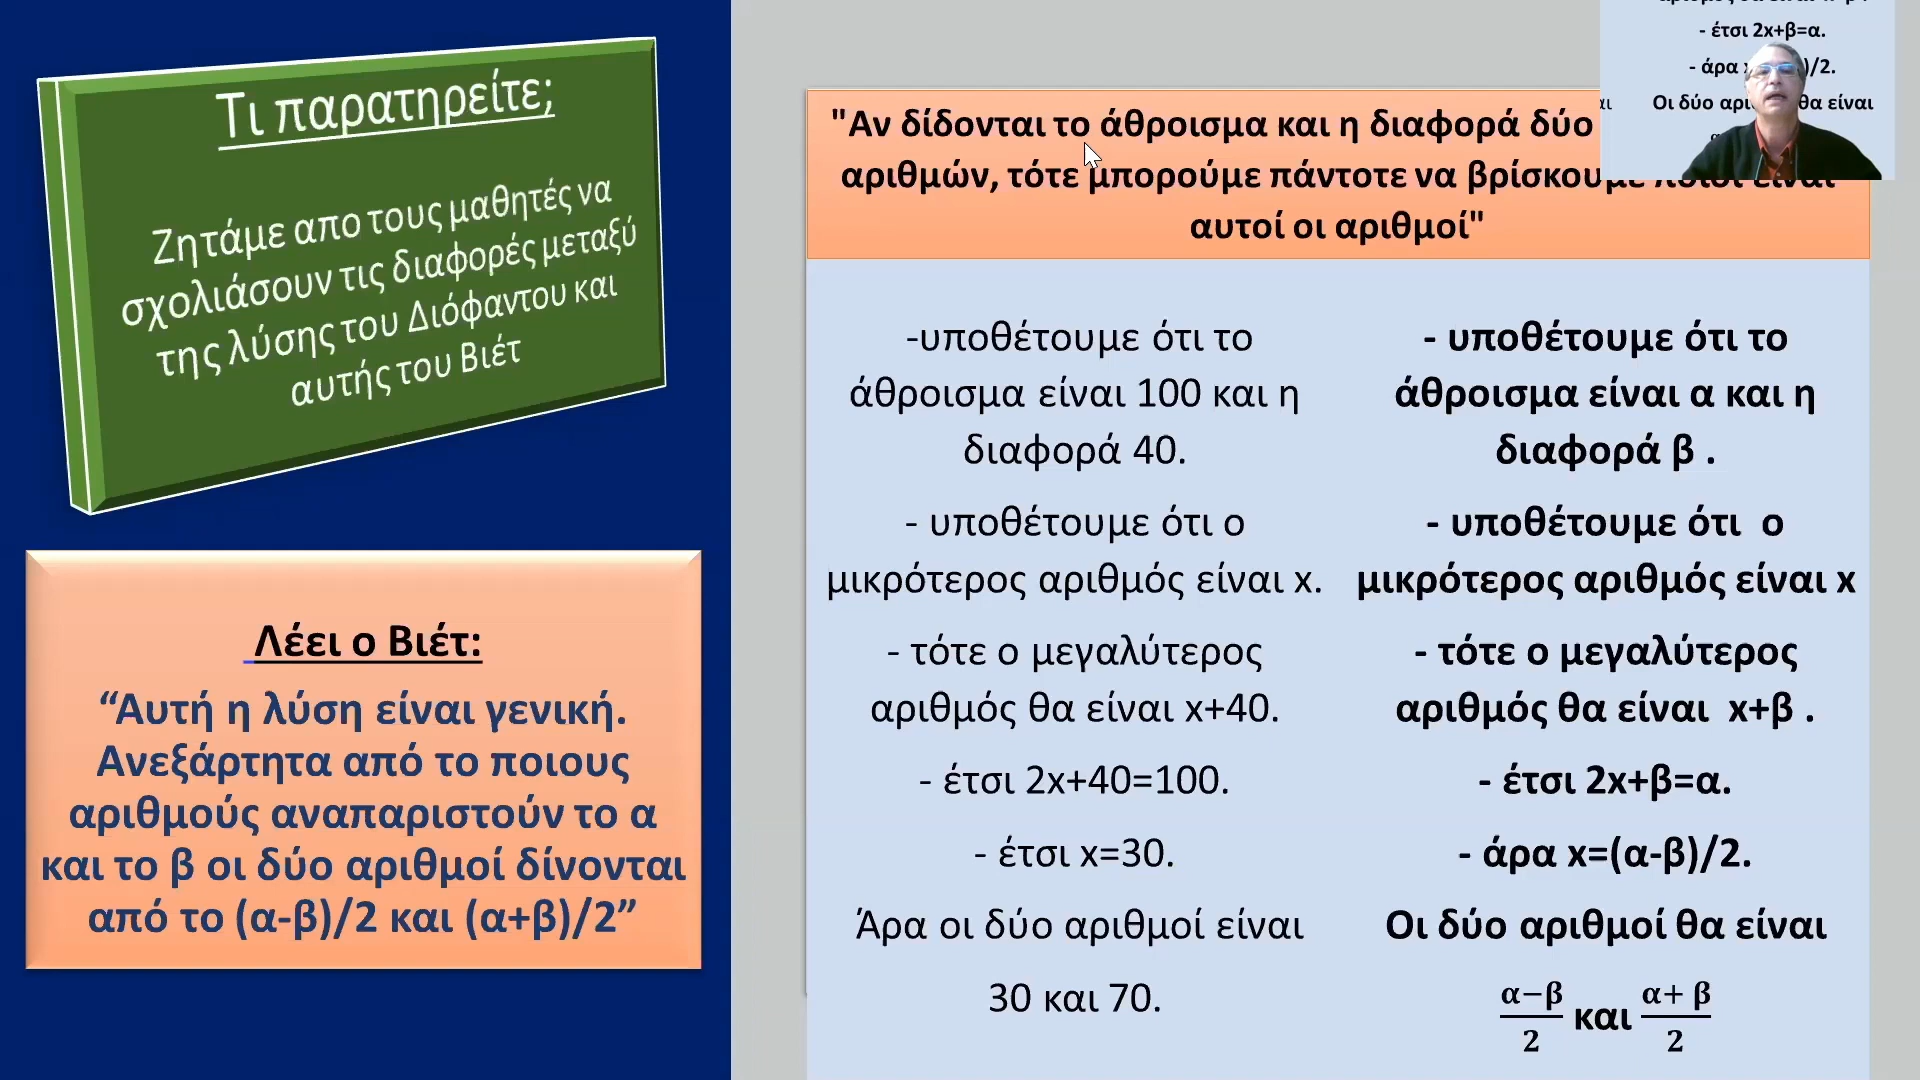 Τι παρατηρείτε;
Ζητάμε απο τους μαθητές να
σχολιάσουν τις διαφορές μεταξύ
της λύσης του Διόφαντου και
αυτής του Βιέτ
Λέει ο Βιέτ:
“Αυτή η λύση είναι γενική.
Ανεξάρτητα από το ποιους
αριθμούς αναπαριστούν το α
και το β οι δύο αριθμοί δίνονται
από το (α-β)/2 και (α+β)/2”
"Αν δίδονται το άθροισμα και η διαφορά δύο
αριθμών, τότε μπορούμε πάντοτε να βρίσκουμε ποιοι είναι
αυτοί οι αριθμοί"
-υποθέτουμε ότι το
άθροισμα είναι 100 και η
διαφορά 40.
- υποθέτουμε ότι ο
μικρότερος αριθμός είναι x.
- τότε ο μεγαλύτερος
αριθμός θα είναι x+40.
- έτσι 2x+40=100.
- έτσι x=30.
Άρα οι δύο αριθμοί είναι
30 και 70.
- υποθέτουμε ότι το
άθροισμα είναι α και η
διαφορά β .
- υποθέτουμε ότι ο
μικρότερος αριθμός είναι x
- τότε ο μεγαλύτερος
αριθμός θα είναι x+β .
- έτσι 2x+β=α.
- άρα x=(α-β)/2.
Οι δύο αριθμοί θα είναι
α−β/2 και α+ β/2
- έτσι 2x+β=α.
- άρα )/2.
Οι δύο θα είναι